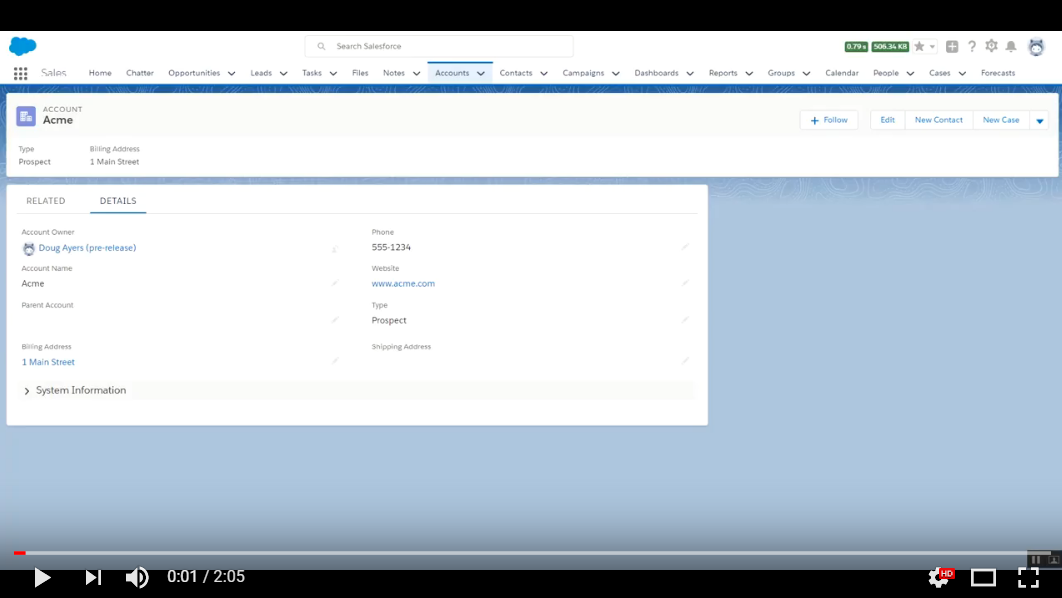 Search Salesforce
0.79 s 506.34 KB
Sales Home Chatter Opportunities Leads Tasks Files Notes Accounts Contacts Campaigns Dashboards Reports Groups Calendar People Cases Forecasts
ACCOUNT
Acme
Follow Edit New Contact New Case
Type Billing Address
Prospect 1 Main Street
RELATED DETAILS
Account Owner Phone
Doug Ayers (pre-release) 555-1234
Account Name Website
Acme www.acme.com
Parent Account Type
Prospect
Billing Address Shipping Address
1 Main Street
System Information
0:01 / 2:05 HD